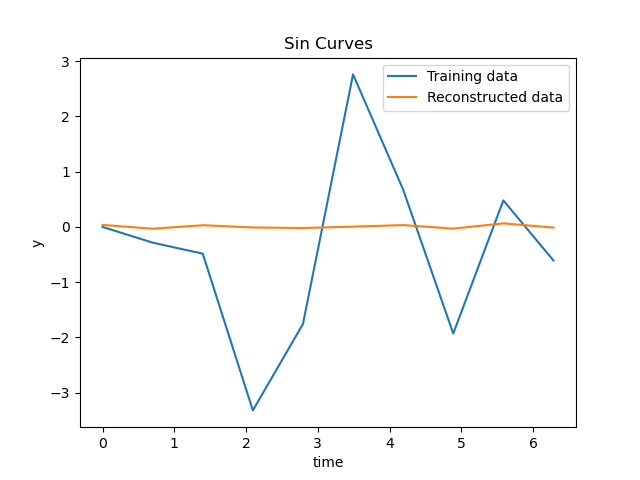 Sin Curves
Training data
Reconstructed data
3
2
1
0
−1
−2
−3
y
0 1 2 3 4 5 6
time